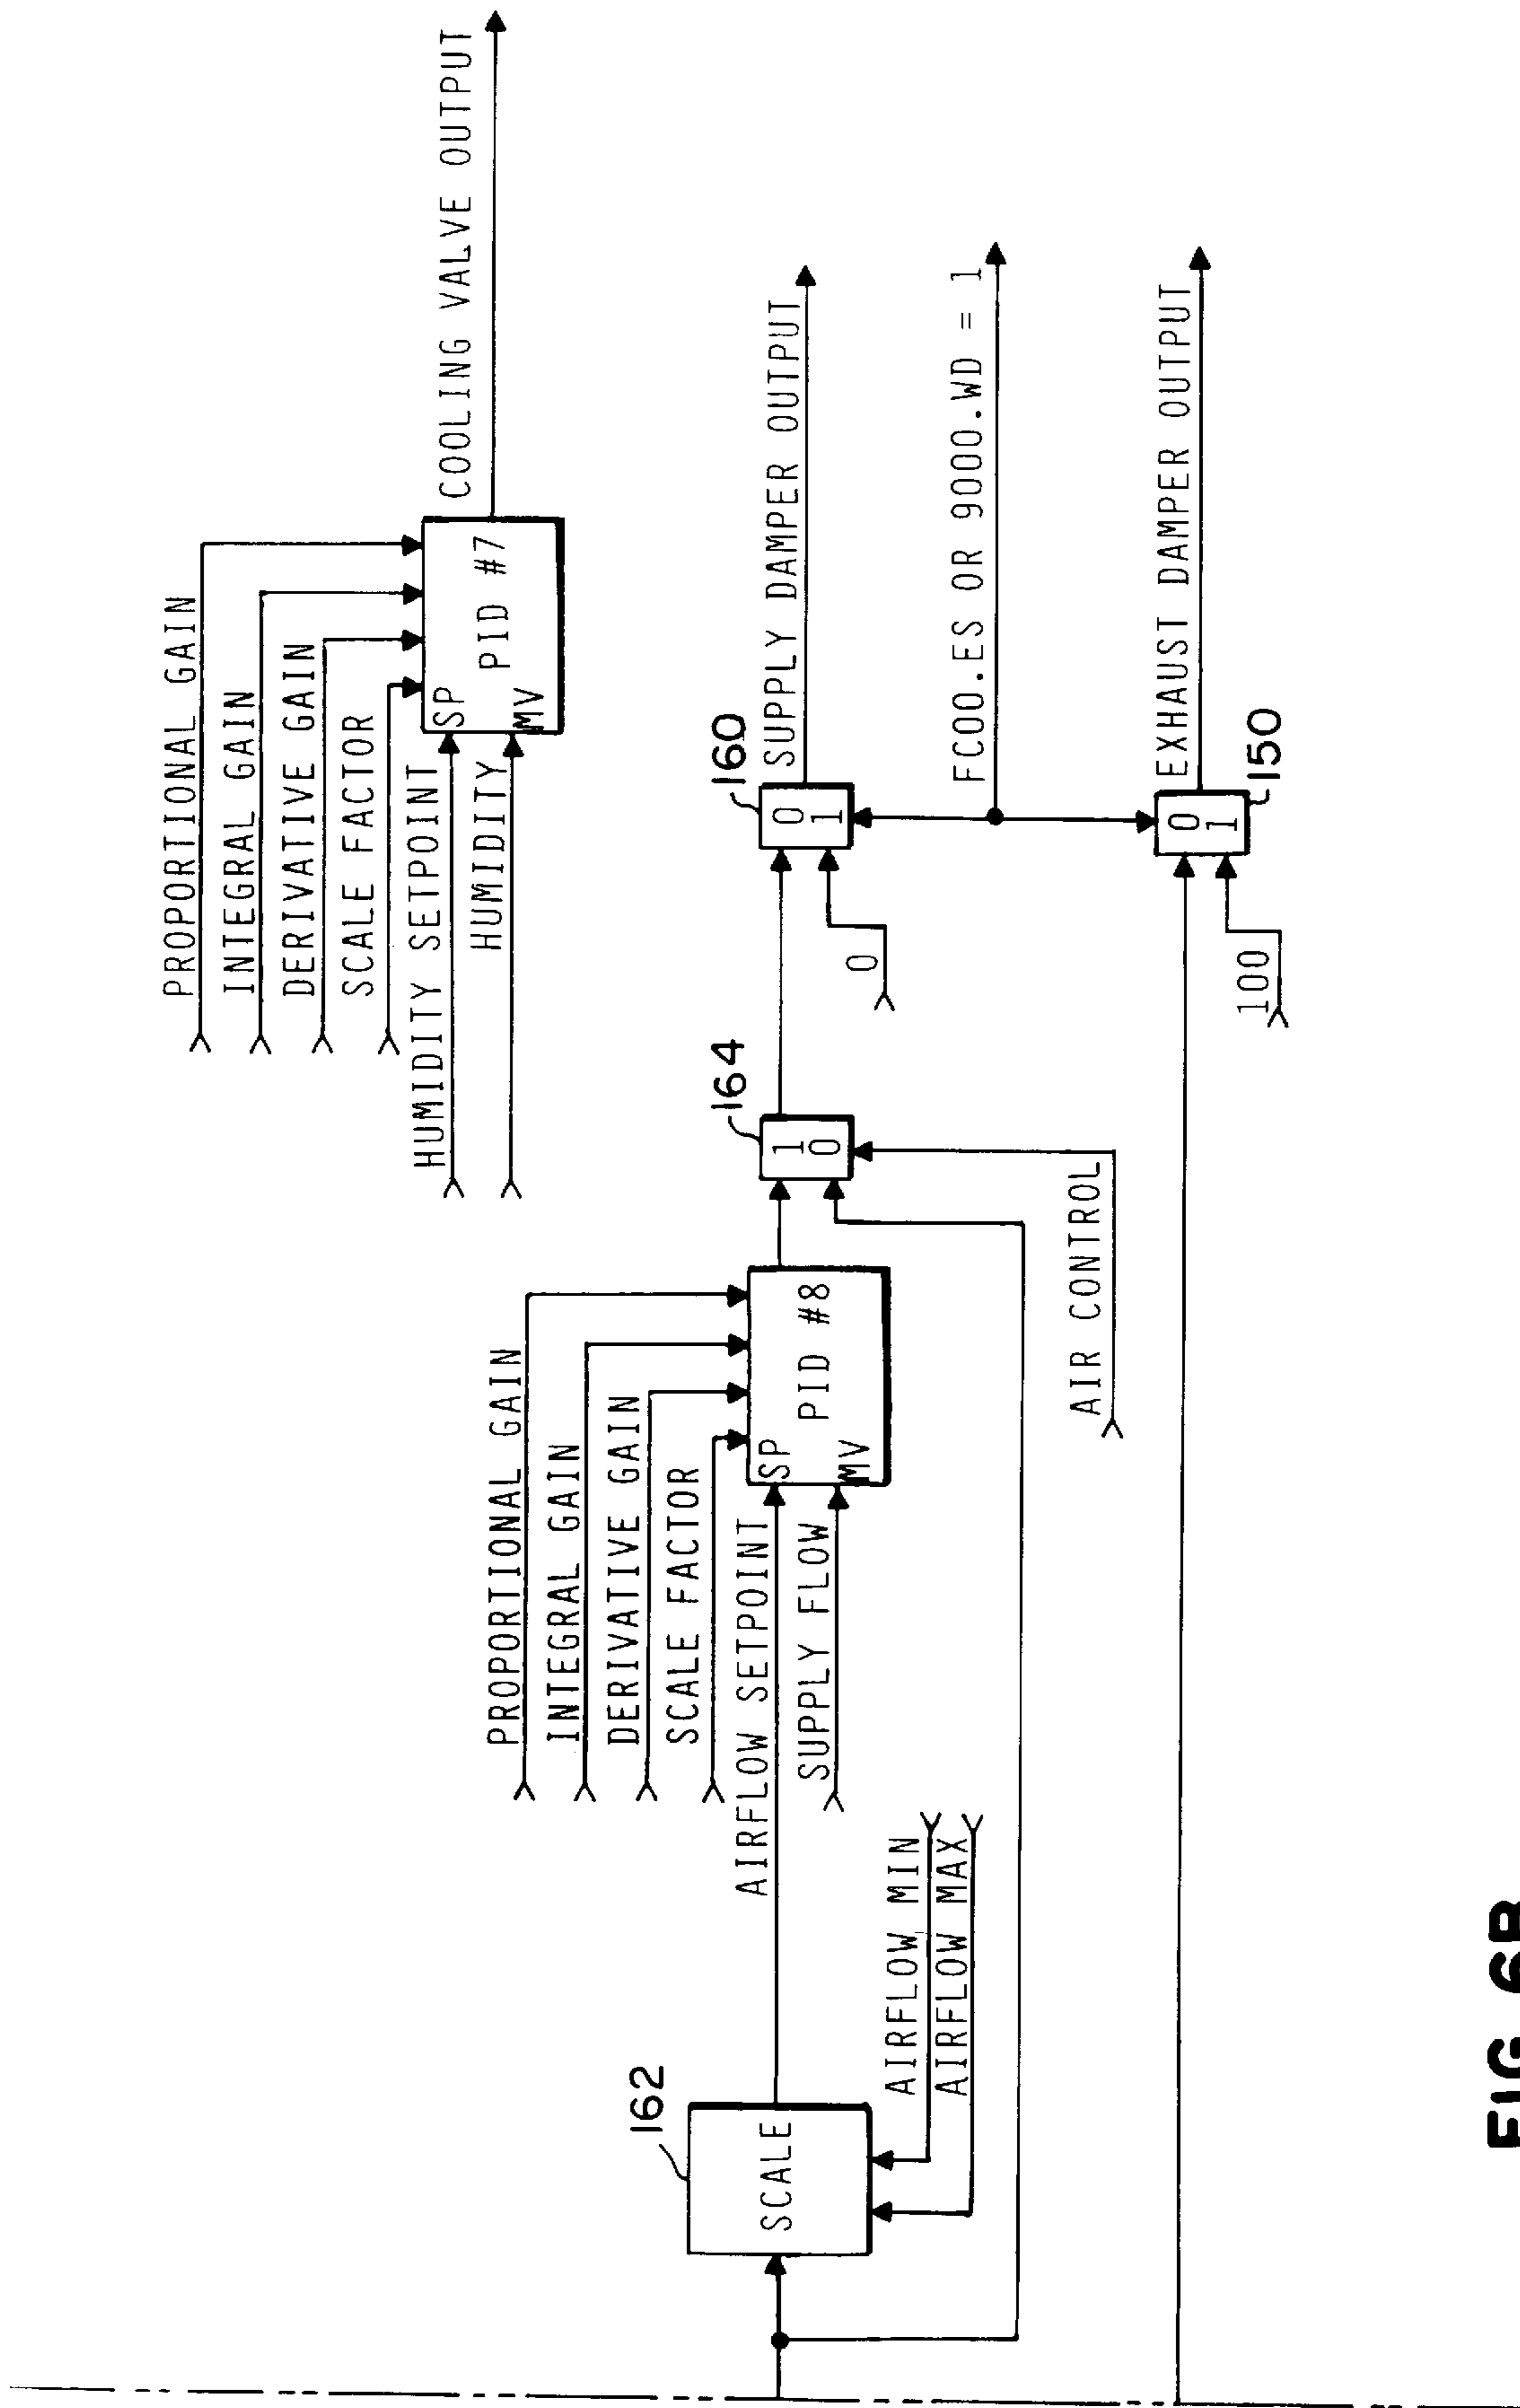 PROPORTIONAL GAIN
INTEGRAL GAIN
DERIVATIVE GAIN
SCALE FACTOR
HUMIDITY SETPOINT
HUMIDITY
SP
MV
PID #7
COOLING VALVE OUTPUT
162
SCALE
AIRFLOW MIN
AIRFLOW MAX
PROPORTIONAL GAIN
INTEGRAL GAIN
DERIVATIVE GAIN
SCALE FACTOR
AIRFLOW SETPOINT
SUPPLY FLOW
SP
MV
PID #8
164
1
0
AIR CONTROL
160
0
1
0
SUPPLY DAMPER OUTPUT
FC00.ES OR 9000.WD = 1
EXHAUST DAMPER OUTPUT
0
1
150
100
FIG 6B